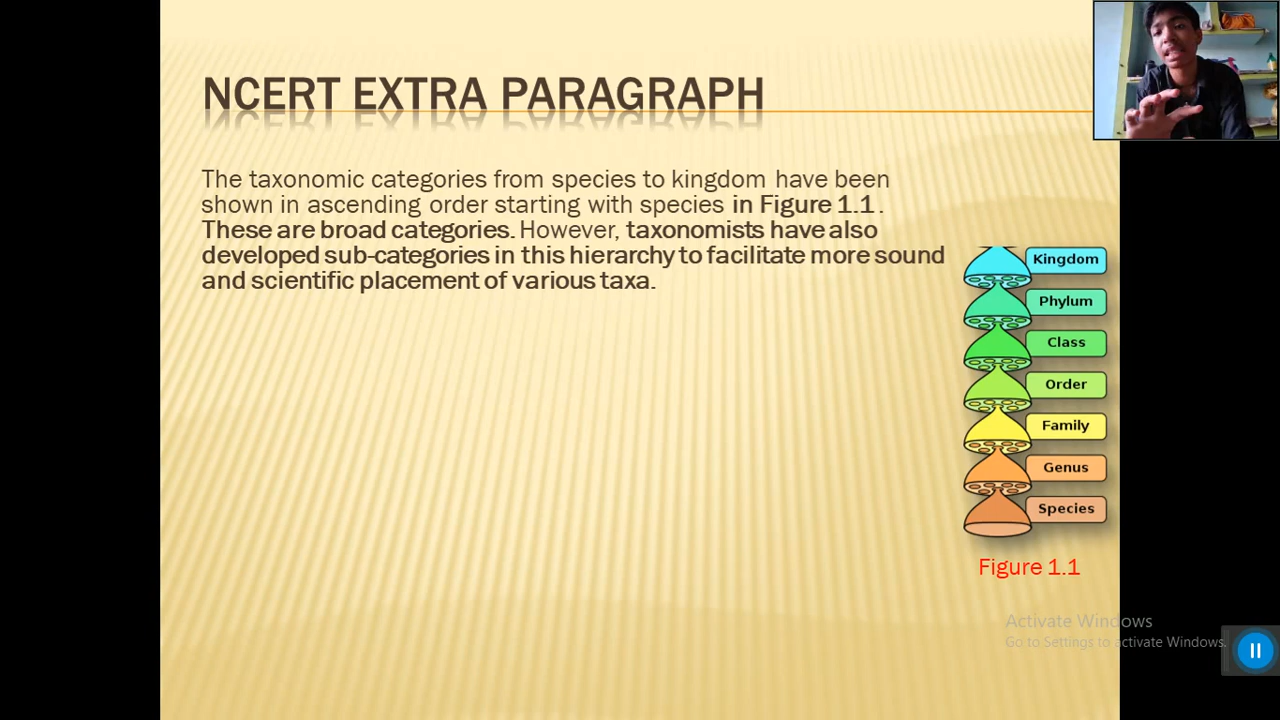 NCERT EXTRA PARAGRAPH
The taxonomic categories from species to kingdom have been
shown in ascending order starting with species in Figure 1.1 .
These are broad categories. However, taxonomists have also
developed sub-categories in this hierarchy to facilitate more sound
and scientific placement of various taxa.
Kingdom
Phylum
Class
Order
Family
Genus
Species
Figure 1.1
Activate Windows
Go to Settings to activate Windows.